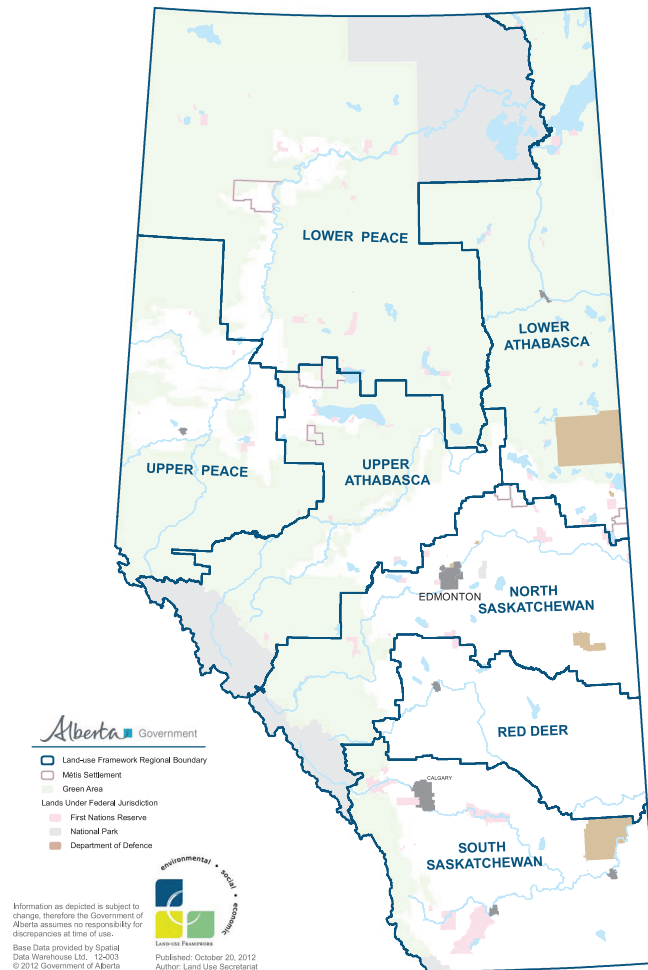 LOWER PEACE
LOWER
ATHABASCA
UPPER PEACE
UPPER
ATHABASCA
EDMONTON
NORTH
SASKATCHEWAN
RED DEER
CALGARY
SOUTH
SASKATCHEWAN
Alberta Government
Land-use Framework Regional Boundary
Métis Settlement
Green Area
Lands Under Federal Jurisdiction
First Nations Reserve
National Park
Department of Defence
environmental • social • economic
LAND-USE FRAMEWORK
Information as depicted is subject to
change, therefore the Government of
Alberta assumes no responsibility for
discrepancies at time of use.
Base Data provided by Spatial
Data Warehouse Ltd. 12-003
© 2012 Government of Alberta
Published: October 20, 2012
Author: Land Use Secretariat